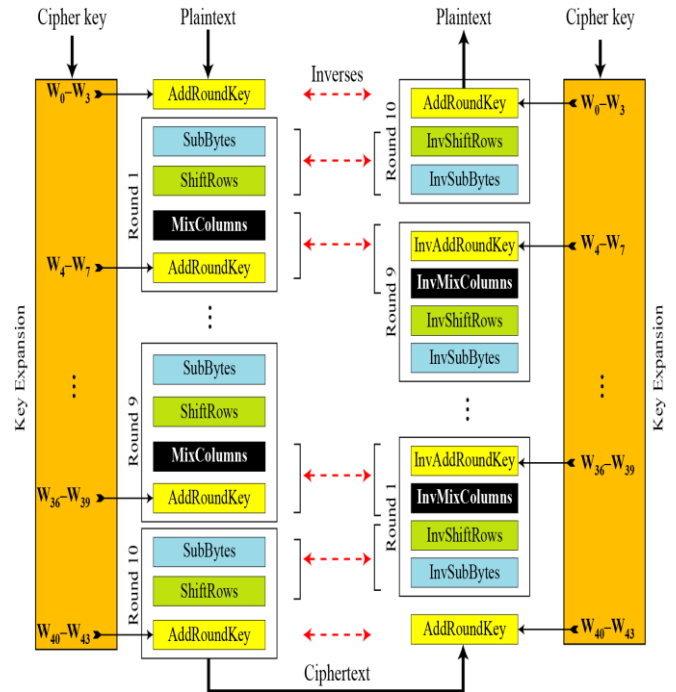 Cipher key
Plaintext
Plaintext
Cipher key
Inverses
W0–W3
AddRoundKey
AddRoundKey
W0–W3
Round 1
SubBytes
ShiftRows
MixColumns
W4–W7
AddRoundKey
Round 10
InvShiftRows
InvSubBytes
Round 9
InvAddRoundKey
W4–W7
InvMixColumns
InvShiftRows
InvSubBytes
Key Expansion
⋮
⋮
Key Expansion
⋮
⋮
Round 9
SubBytes
ShiftRows
MixColumns
W36–W39
AddRoundKey
Round 1
InvAddRoundKey
W36–W39
InvMixColumns
InvShiftRows
InvSubBytes
Round 10
SubBytes
ShiftRows
W40–W43
AddRoundKey
AddRoundKey
W40–W43
Ciphertext